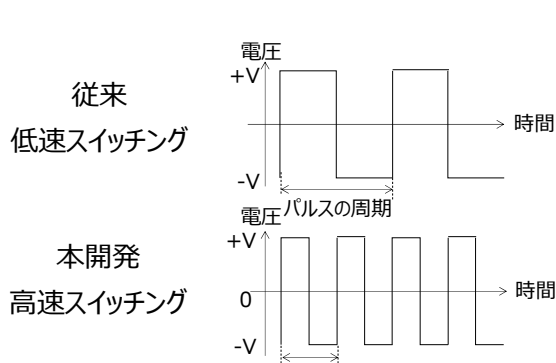 電圧
+V
従来
低速スイッチング
時間
-V
パルスの周期
電圧
+V
本開発
高速スイッチング
0
時間
-V